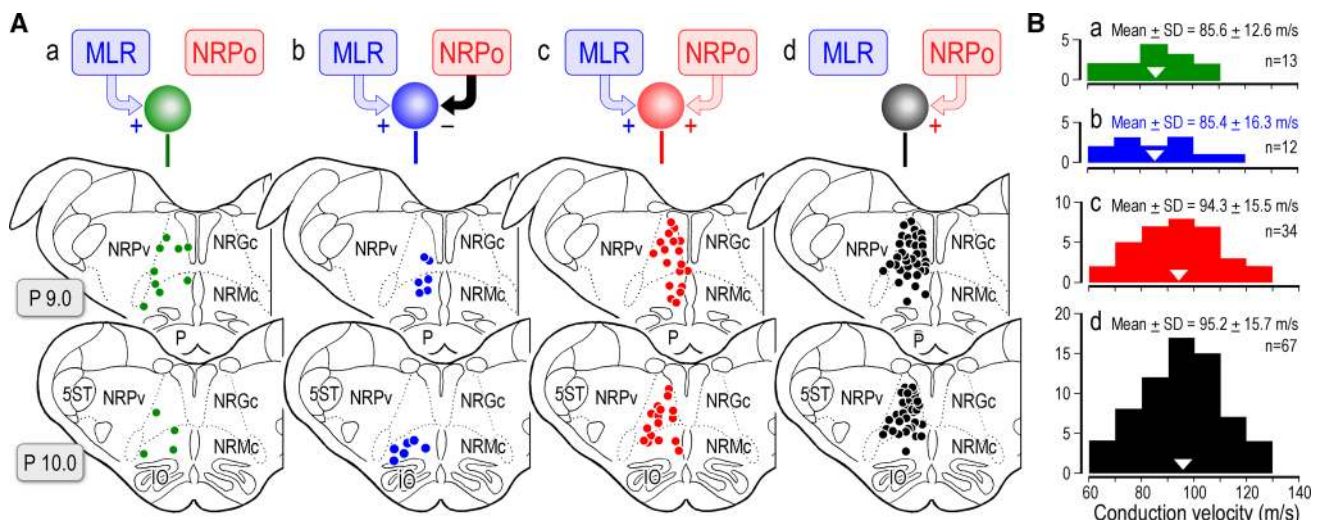 A
a MLR NRPo
+
b MLR NRPo
+ −
c MLR NRPo
+ +
d MLR NRPo
+
P 9.0
NRPv NRGc
NRMc
NRPv NRGc
NRMc
P
NRPv NRGc
NRMc
P
NRPv NRGc
NRMc
P
P
P 10.0
5ST NRPv NRGc
NRMc
IO
5ST NRPv NRGc
NRMc
IO
5ST NRPv NRGc
NRMc
IO
5ST NRPv NRGc
NRMc
IO
B
a Mean ± SD = 85.6 ± 12.6 m/s
n=13
5
0
b Mean ± SD = 85.4 ± 16.3 m/s
n=12
5
0
c Mean ± SD = 94.3 ± 15.5 m/s
n=34
10
5
0
d Mean ± SD = 95.2 ± 15.7 m/s
n=67
20
15
10
5
0
60 80 100 120 140
Conduction velocity (m/s)